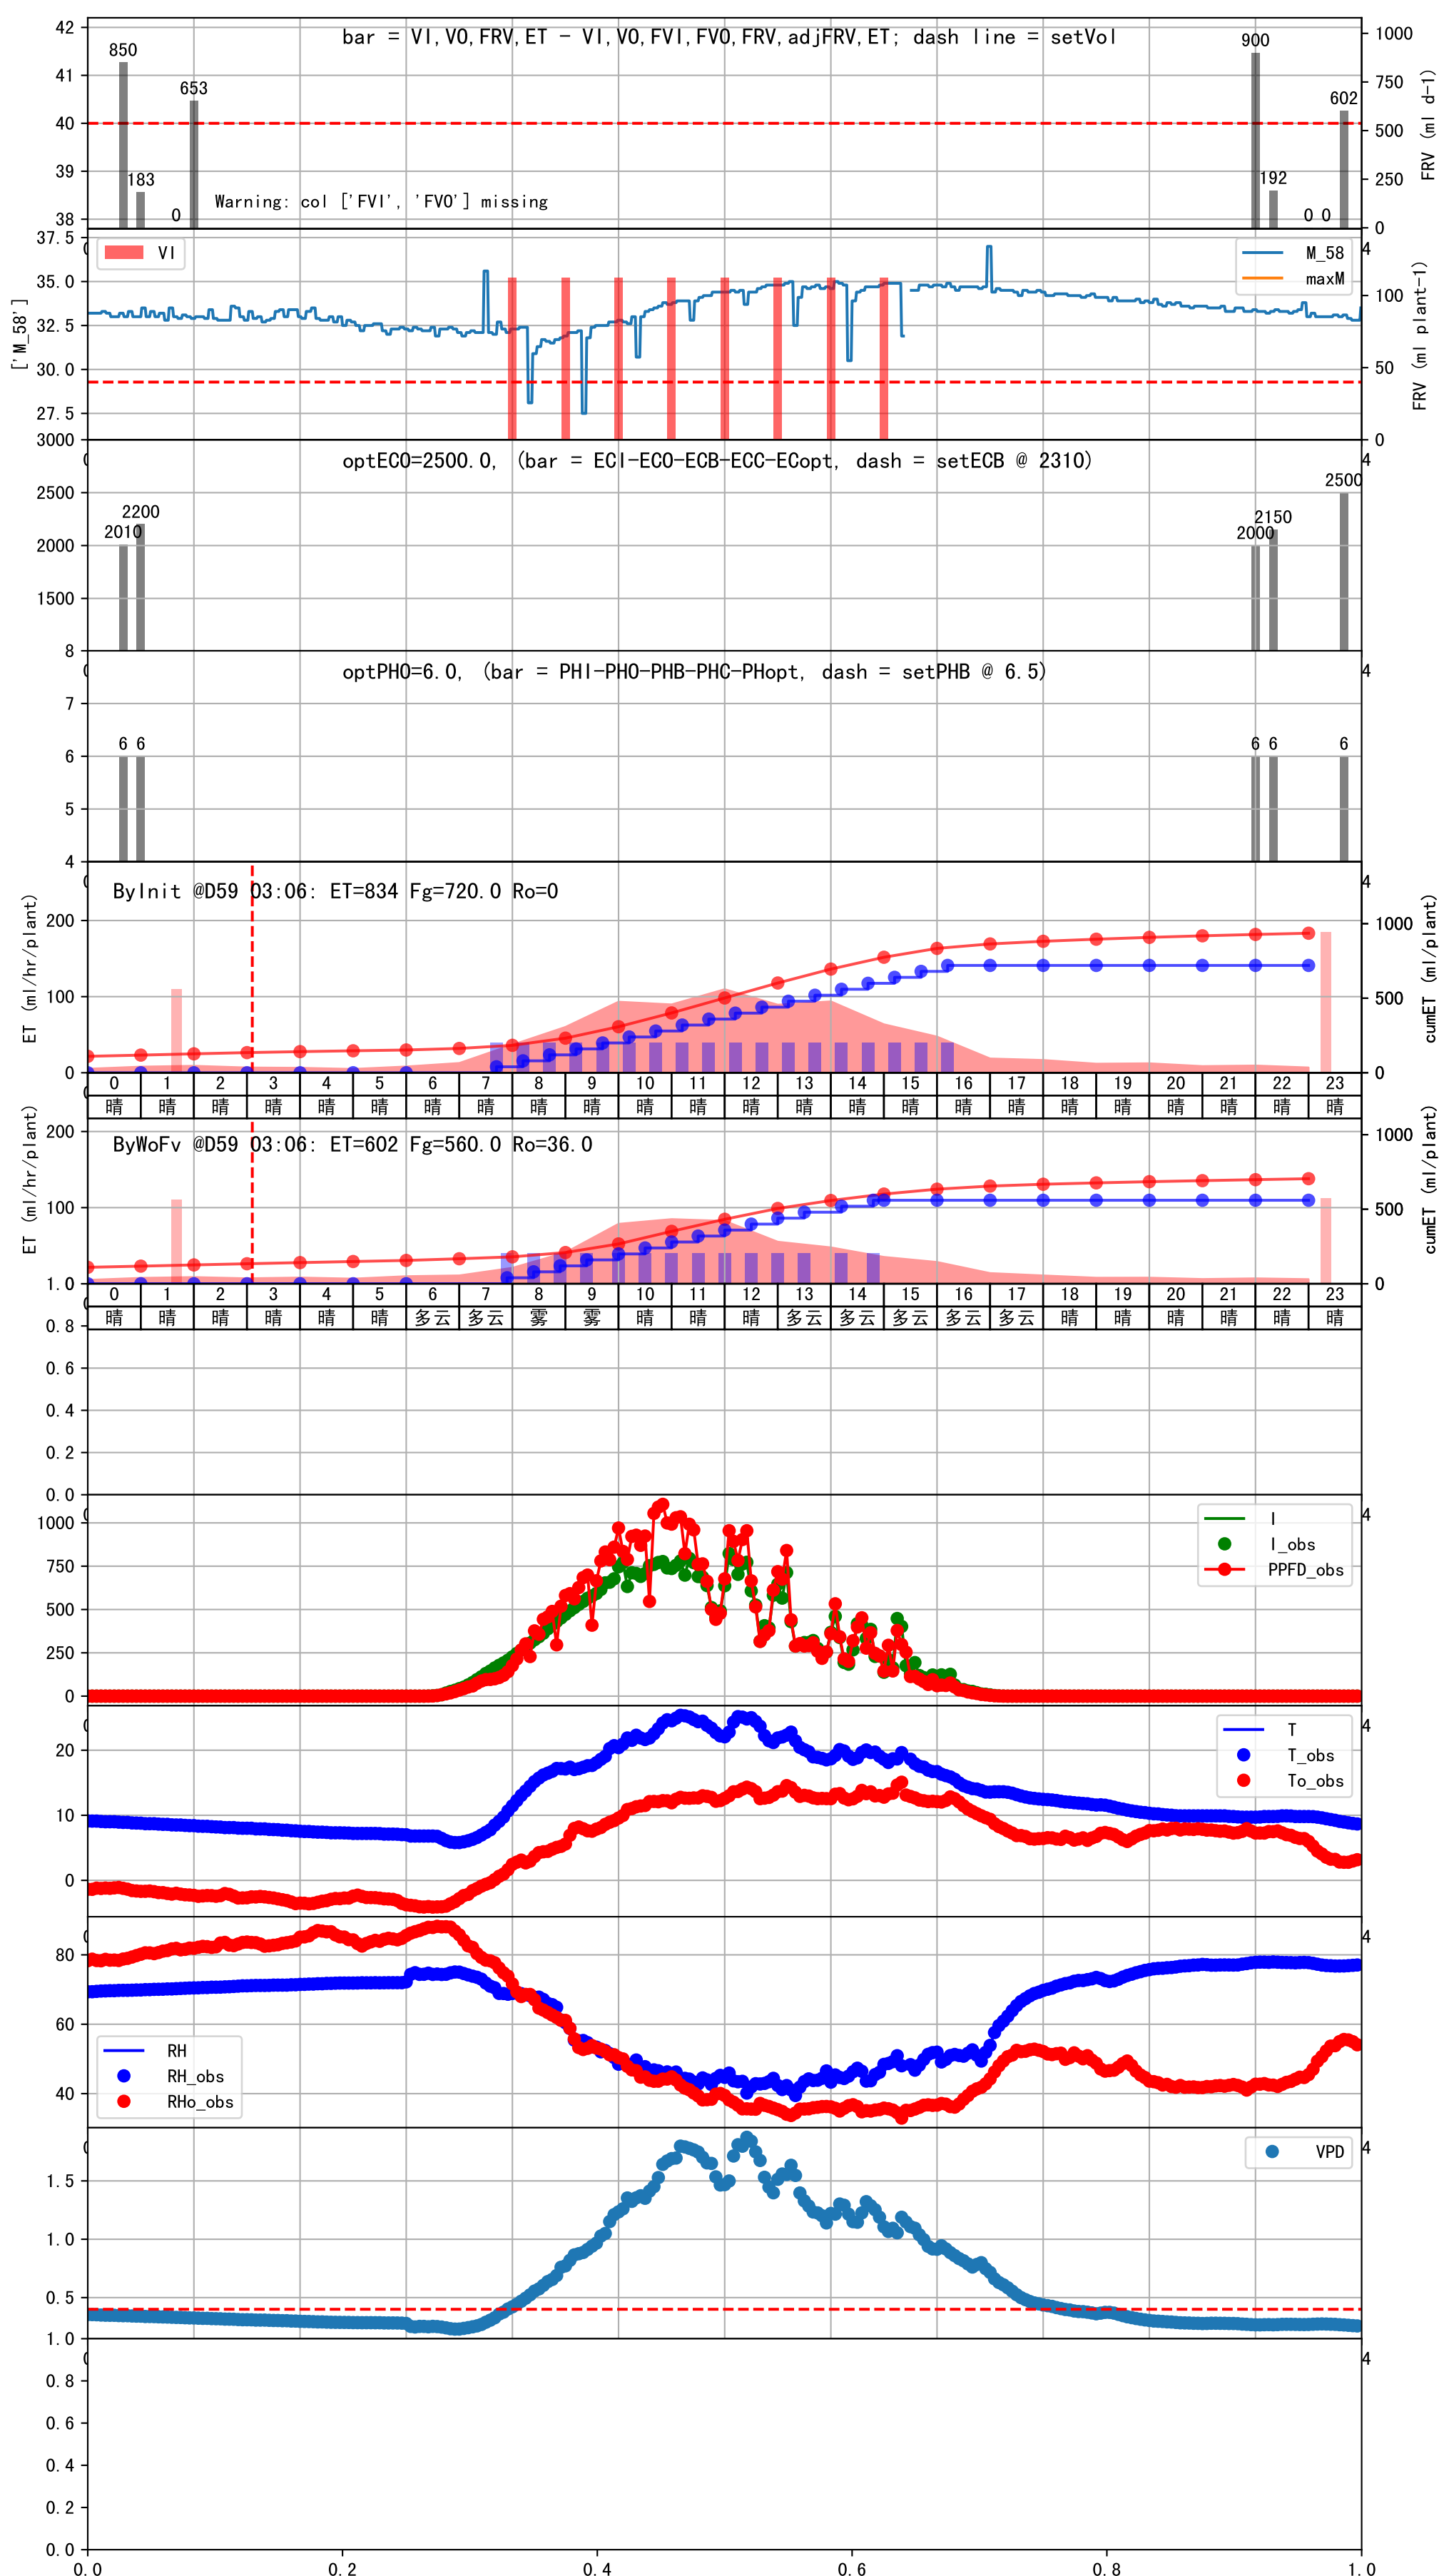 bar = VI,VO,FRV,ET - VI,VO,FVI,FVO,FRV,adjFRV,ET; dash line = setVol
42
41
40
39
38
850
183
0
653
Warning: col ['FVI', 'FVO'] missing
900
192
0 0
602
1000
750
500
250
0
FRV (ml d-1)
['M_58']
37.5
35.0
32.5
30.0
27.5
VI
M_58
maxM
4
100
50
0
FRV (ml plant-1)
optECO=2500.0, (bar = ECI-ECO-ECB-ECC-ECopt, dash = setECB @ 2310)
3000
2500
2000
1500
2010
2200
2000
2150
2500
4
optPHO=6.0, (bar = PHI-PHO-PHB-PHC-PHopt, dash = setPHB @ 6.5)
8
7
6
5
4
6 6
6 6
6
4
ByInit @D59 03:06: ET=834 Fg=720.0 Ro=0
ET (ml/hr/plant)
200
100
0
4
1000
500
0
cumET (ml/plant)
0 1 2 3 4 5 6 7 8 9 10 11 12 13 14 15 16 17 18 19 20 21 22 23
晴 晴 晴 晴 晴 晴 晴 晴 晴 晴 晴 晴 晴 晴 晴 晴 晴 晴 晴 晴 晴 晴 晴 晴
ByWoFv @D59 03:06: ET=602 Fg=560.0 Ro=36.0
ET (ml/hr/plant)
200
100
1000
500
0
cumET (ml/plant)
0 1 2 3 4 5 6 7 8 9 10 11 12 13 14 15 16 17 18 19 20 21 22 23
晴 晴 晴 晴 晴 晴 多云 多云 雾 雾 晴 晴 晴 多云 多云 多云 多云 多云 晴 晴 晴 晴 晴 晴
1.0
0.8
0.6
0.4
0.2
0.0
1000
750
500
250
0
I
I_obs
PPFD_obs
4
20
10
0
T
T_obs
To_obs
4
80
60
40
RH
RH_obs
RHo_obs
4
1.5
1.0
0.5
VPD
4
1.0
0.8
0.6
0.4
0.2
0.0
4
0.0 0.2 0.4 0.6 0.8 1.0